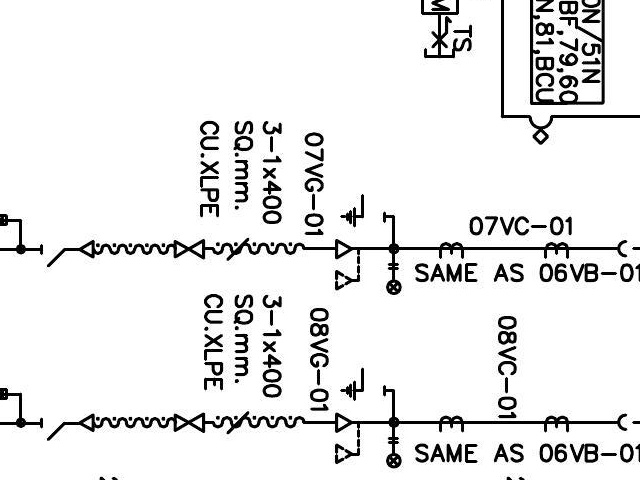 ON/51N
BF,79,60
N,81,BCU
M
TS
07VG-01
3-1x400
SQ.mm.
CU.XLPE
07VC-01
SAME AS 06VB-01
08VG-01
3-1x400
SQ.mm.
CU.XLPE
08VC-01
SAME AS 06VB-01